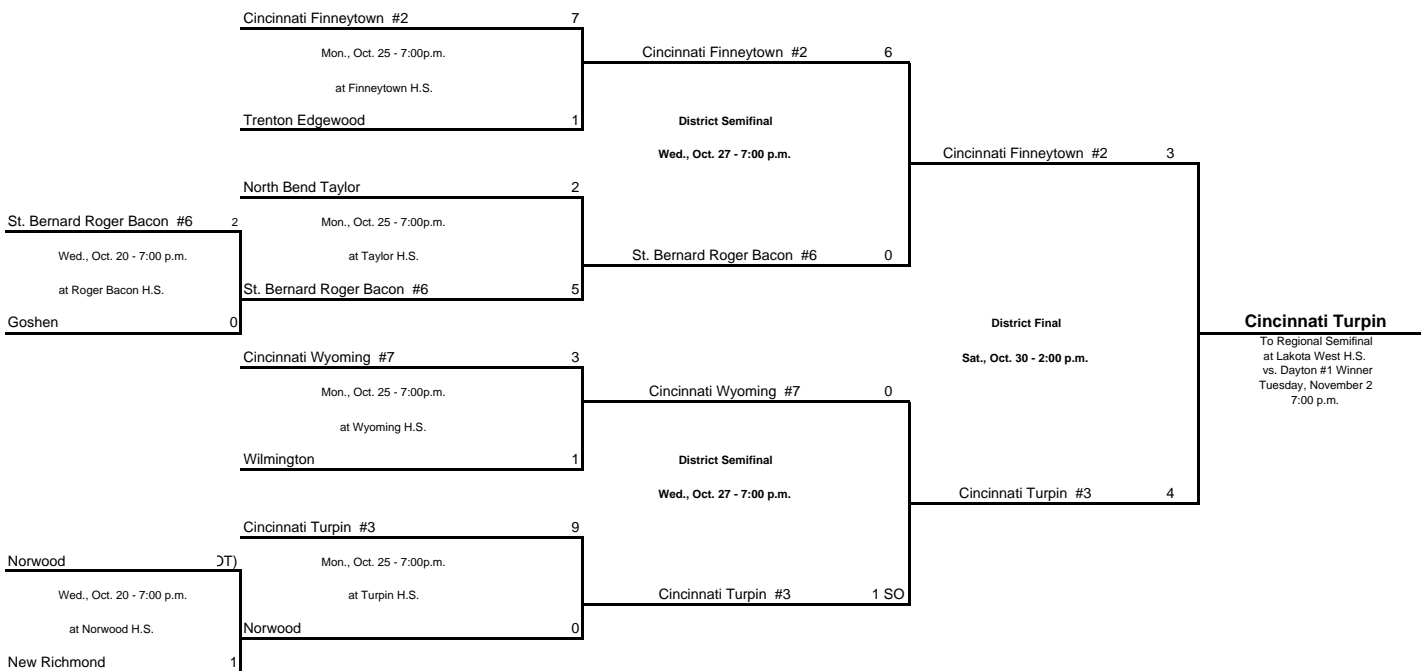 Cincinnati Finneytown #2 7
Mon., Oct. 25 - 7:00p.m.
at Finneytown H.S.
Trenton Edgewood 1
Cincinnati Finneytown #2 6
District Semifinal
Wed., Oct. 27 - 7:00 p.m.
Cincinnati Finneytown #2 3
North Bend Taylor 2
St. Bernard Roger Bacon #6 2
Wed., Oct. 20 - 7:00 p.m.
at Roger Bacon H.S.
Goshen 0
Mon., Oct. 25 - 7:00p.m.
at Taylor H.S.
St. Bernard Roger Bacon #6 5
St. Bernard Roger Bacon #6 0
District Final
Sat., Oct. 30 - 2:00 p.m.
Cincinnati Turpin
To Regional Semifinal
at Lakota West H.S.
vs. Dayton #1 Winner
Tuesday, November 2
7:00 p.m.
Cincinnati Wyoming #7 3
Mon., Oct. 25 - 7:00p.m.
at Wyoming H.S.
Wilmington 1
Cincinnati Wyoming #7 0
District Semifinal
Wed., Oct. 27 - 7:00 p.m.
Cincinnati Turpin #3 4
Cincinnati Turpin #3 9
Mon., Oct. 25 - 7:00p.m.
at Turpin H.S.
Norwood 0
Cincinnati Turpin #3 1 SO
Norwood OT)
Wed., Oct. 20 - 7:00 p.m.
at Norwood H.S.
New Richmond 1